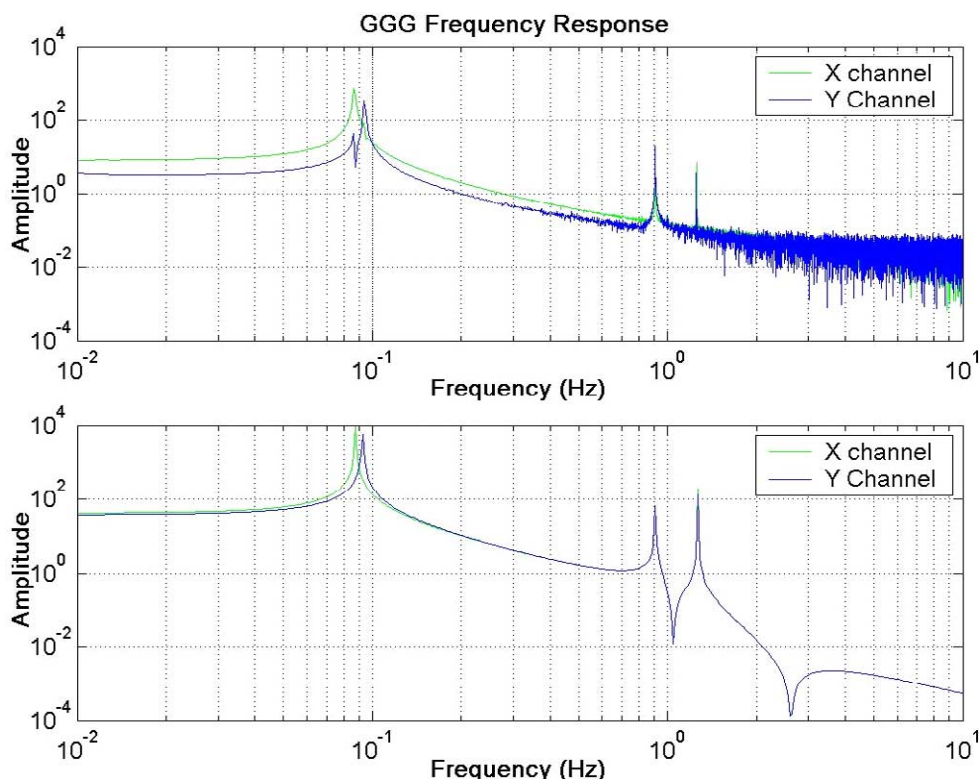 GGG Frequency Response
10^4
10^2
10^0
10^-2
10^-4
Amplitude
X channel
Y Channel
10^-2
10^-1
10^0
10^1
Frequency (Hz)
10^4
10^2
10^0
10^-2
10^-4
Amplitude
X channel
Y Channel
10^-2
10^-1
10^0
10^1
Frequency (Hz)